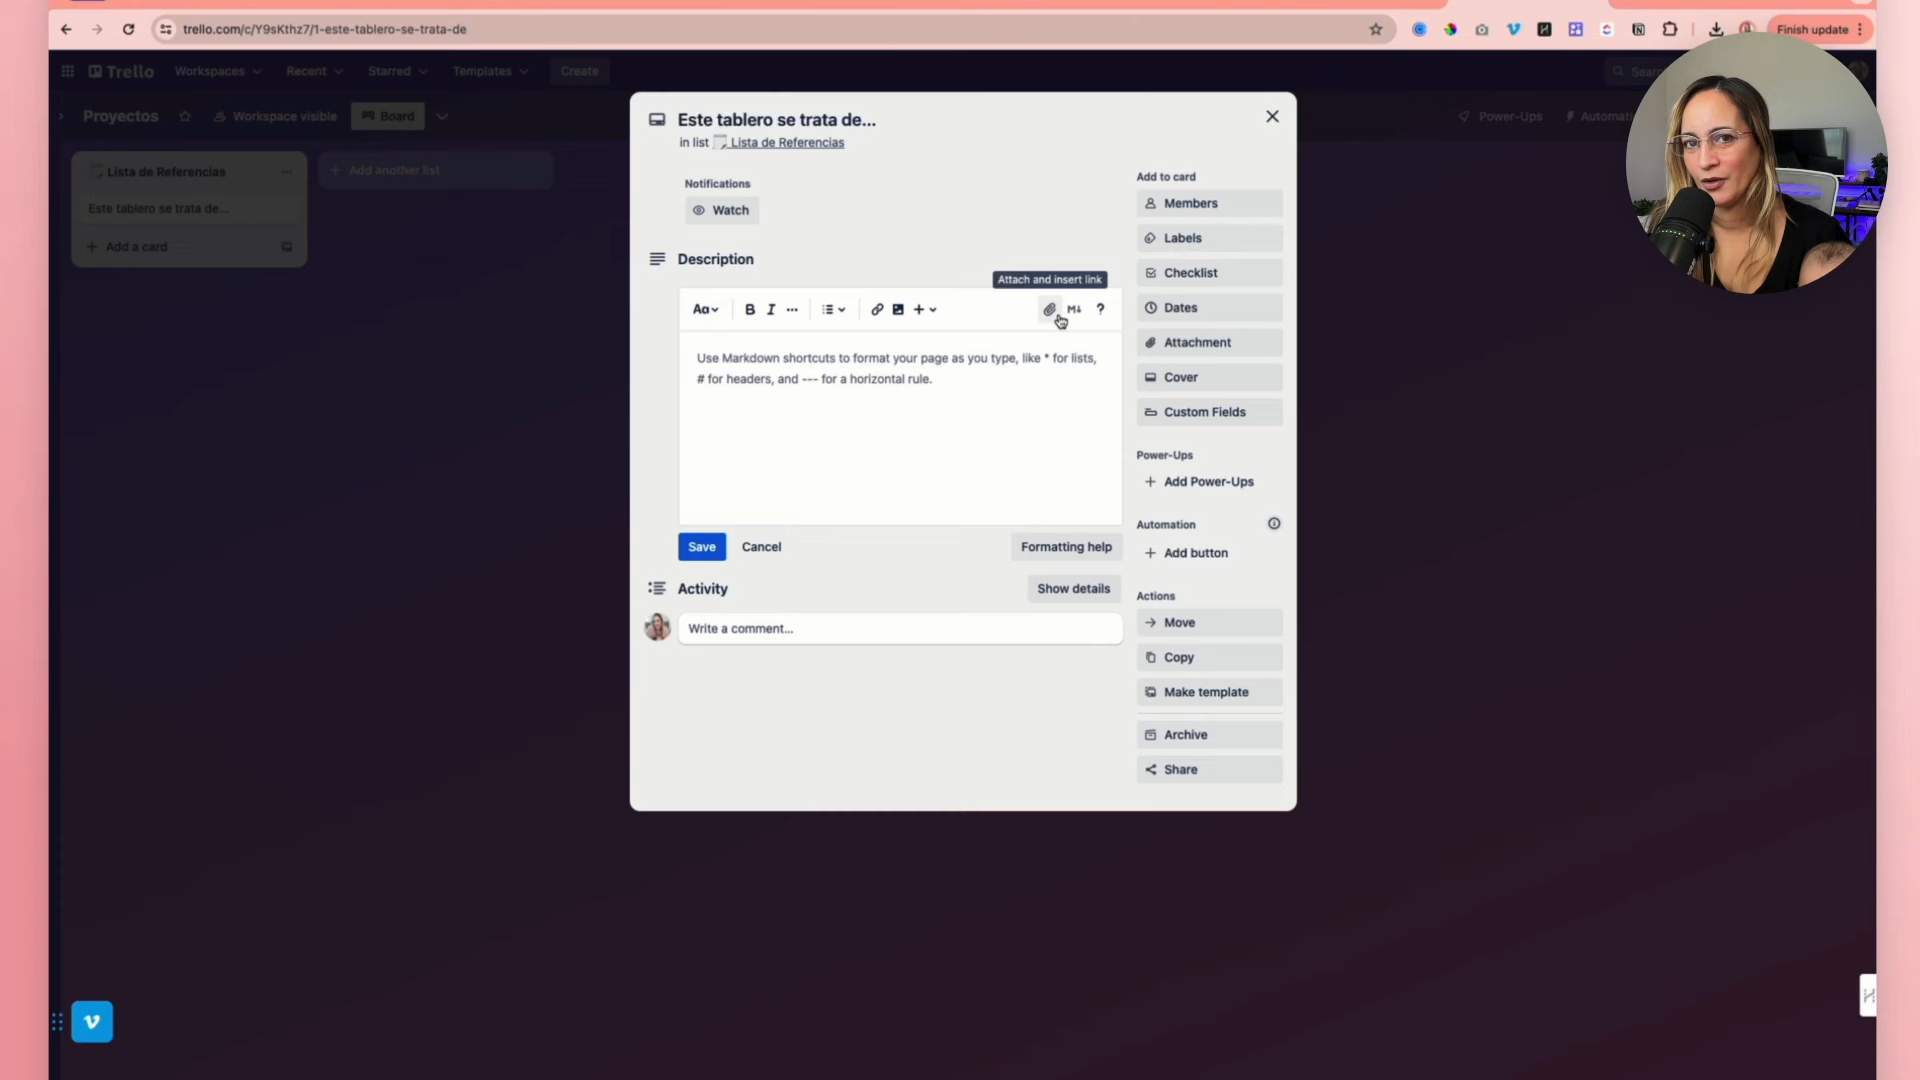 trello.com/c/Y9sKthz7/1-este-tablero-se-trata-de
Finish update
Trello
Workspaces
Recent
Starred
Templates
Create
Proyectos
Workspace visible
Board
Power-Ups
Lista de Referencias
Este tablero se trata de...
Add a card
Add another list
Este tablero se trata de...
in list Lista de Referencias
Notifications
Watch
Description
Attach and insert link
Aa
B I
M↓ ?
Use Markdown shortcuts to format your page as you type, like * for lists,
# for headers, and --- for a horizontal rule.
Save
Cancel
Formatting help
Activity
Show details
Write a comment...
Add to card
Members
Labels
Checklist
Dates
Attachment
Cover
Custom Fields
Power-Ups
Add Power-Ups
Automation
Add button
Actions
Move
Copy
Make template
Archive
Share